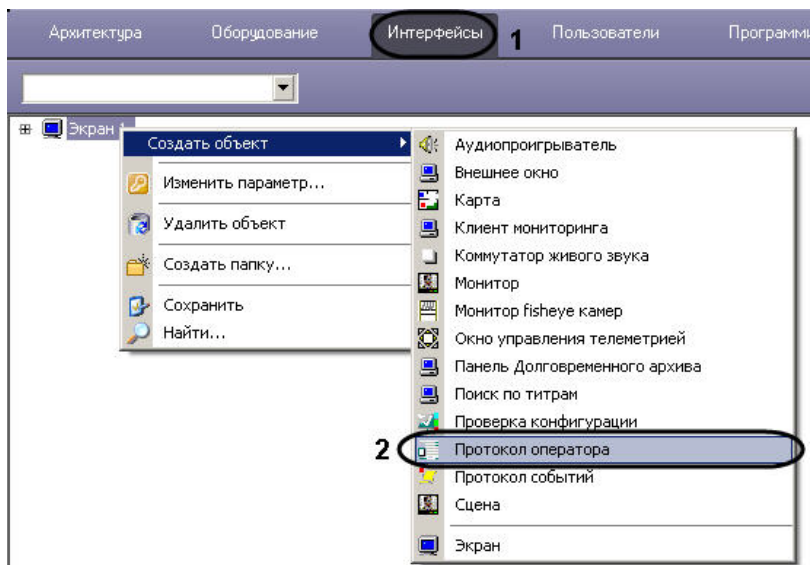 Архитектура Оборудование Интерфейсы 1 Пользователи Программи
Экран 1
Создать объект
Изменить параметр...
Удалить объект
Создать папку...
Сохранить
Найти...
Аудиопроигрыватель
Внешнее окно
Карта
Клиент мониторинга
Коммутатор живого звука
Монитор
Монитор fisheye камер
Окно управления телеметрией
Панель Долговременного архива
Поиск по титрам
Проверка конфигурации
2 Протокол оператора
Протокол событий
Сцена
Экран